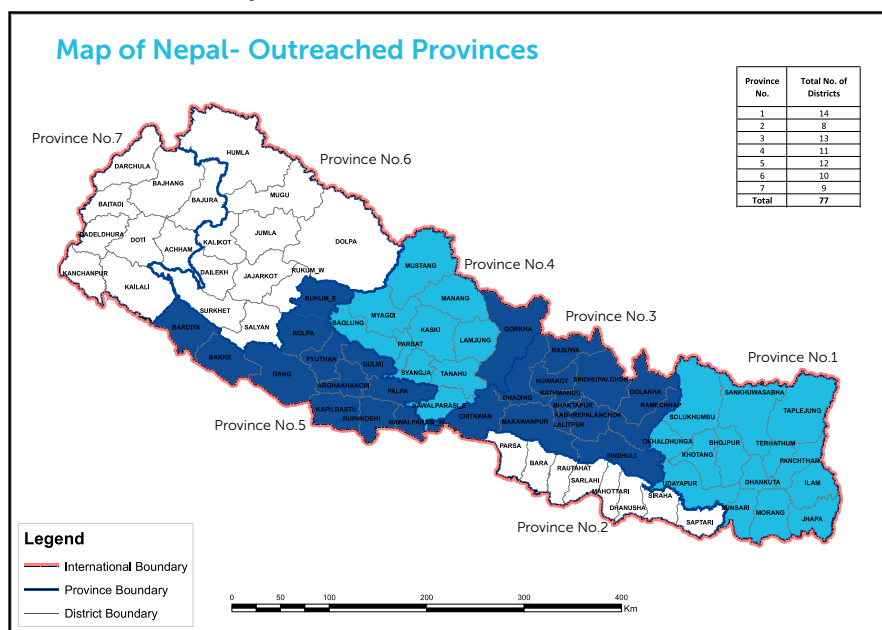 Map of Nepal- Outreached Provinces
Province No. Total No. of Districts
1 14
2 8
3 13
4 11
5 12
6 10
7 9
Total 77
Province No.7
Province No.6
HUMLA
DARCHULA
BAJHANG
BAJURA
MUGU
BAITADI
DADELDHURA
DOTI
ACHHAM
KALIKOT
JUMLA
DOLPA
KANCHANPUR
KAILALI
DAILEKH
JAJARKOT
RUKUM_W
SURKHET
SALYAN
Province No.4
MUSTANG
MANANG
MYAGDI
BAGLUNG
KASKI
PARBAT
LAMJUNG
SYANGJA
TANAHU
NAWALPARASI_E
RUKUM_E
BARDIYA
ROLPA
BANKE
PYUTHAN
GULMI
DANG
ARGHAKHANCHI
PALPA
KAPILBASTU
RUPANDEHI
NAWALPARASI_W
Province No.5
Province No.3
GORKHA
RASUWA
NUWAKOT
SINDHUPALCHOK
DOLAKHA
DHADING
KATHMANDU
BHAKTAPUR
RAMECHHAP
KABHREPALANCHOK
LALITPUR
CHITAWAN
MAKAWANPUR
SINDHULI
Province No.1
SANKHUWASABHA
TAPLEJUNG
SOLUKHUMBU
OKHALDHUNGA
BHOJPUR
TERHATHUM
KHOTANG
PANCHTHAR
UDAYAPUR
DHANKUTA
ILAM
SUNSARI
MORANG
JHAPA
PARSA
BARA
RAUTAHAT
SARLAHI
MAHOTTARI
DHANUSHA
SIRAHA
SAPTARI
Province No.2
Legend
International Boundary
Province Boundary
District Boundary
0 25 50 100 200 300 400
Km